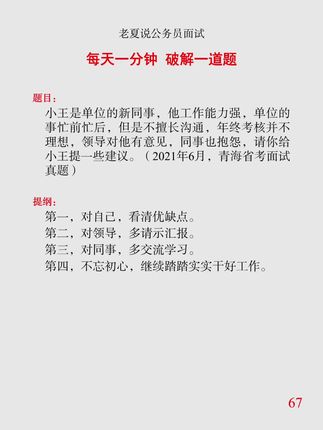 老夏说公务员面试
每天一分钟 破解一道题
题目：
小王是单位的新同事，他工作能力强，单位的
事忙前忙后，但是不擅长沟通，年终考核并不
理想，领导对他有意见，同事也抱怨，请你给
小王提一些建议。（2021年6月，青海省考面试
真题）
提纲：
第一，对自己，看清优缺点。
第二，对领导，多请示汇报。
第三，对同事，多交流学习。
第四，不忘初心，继续踏踏实实干好工作。
67